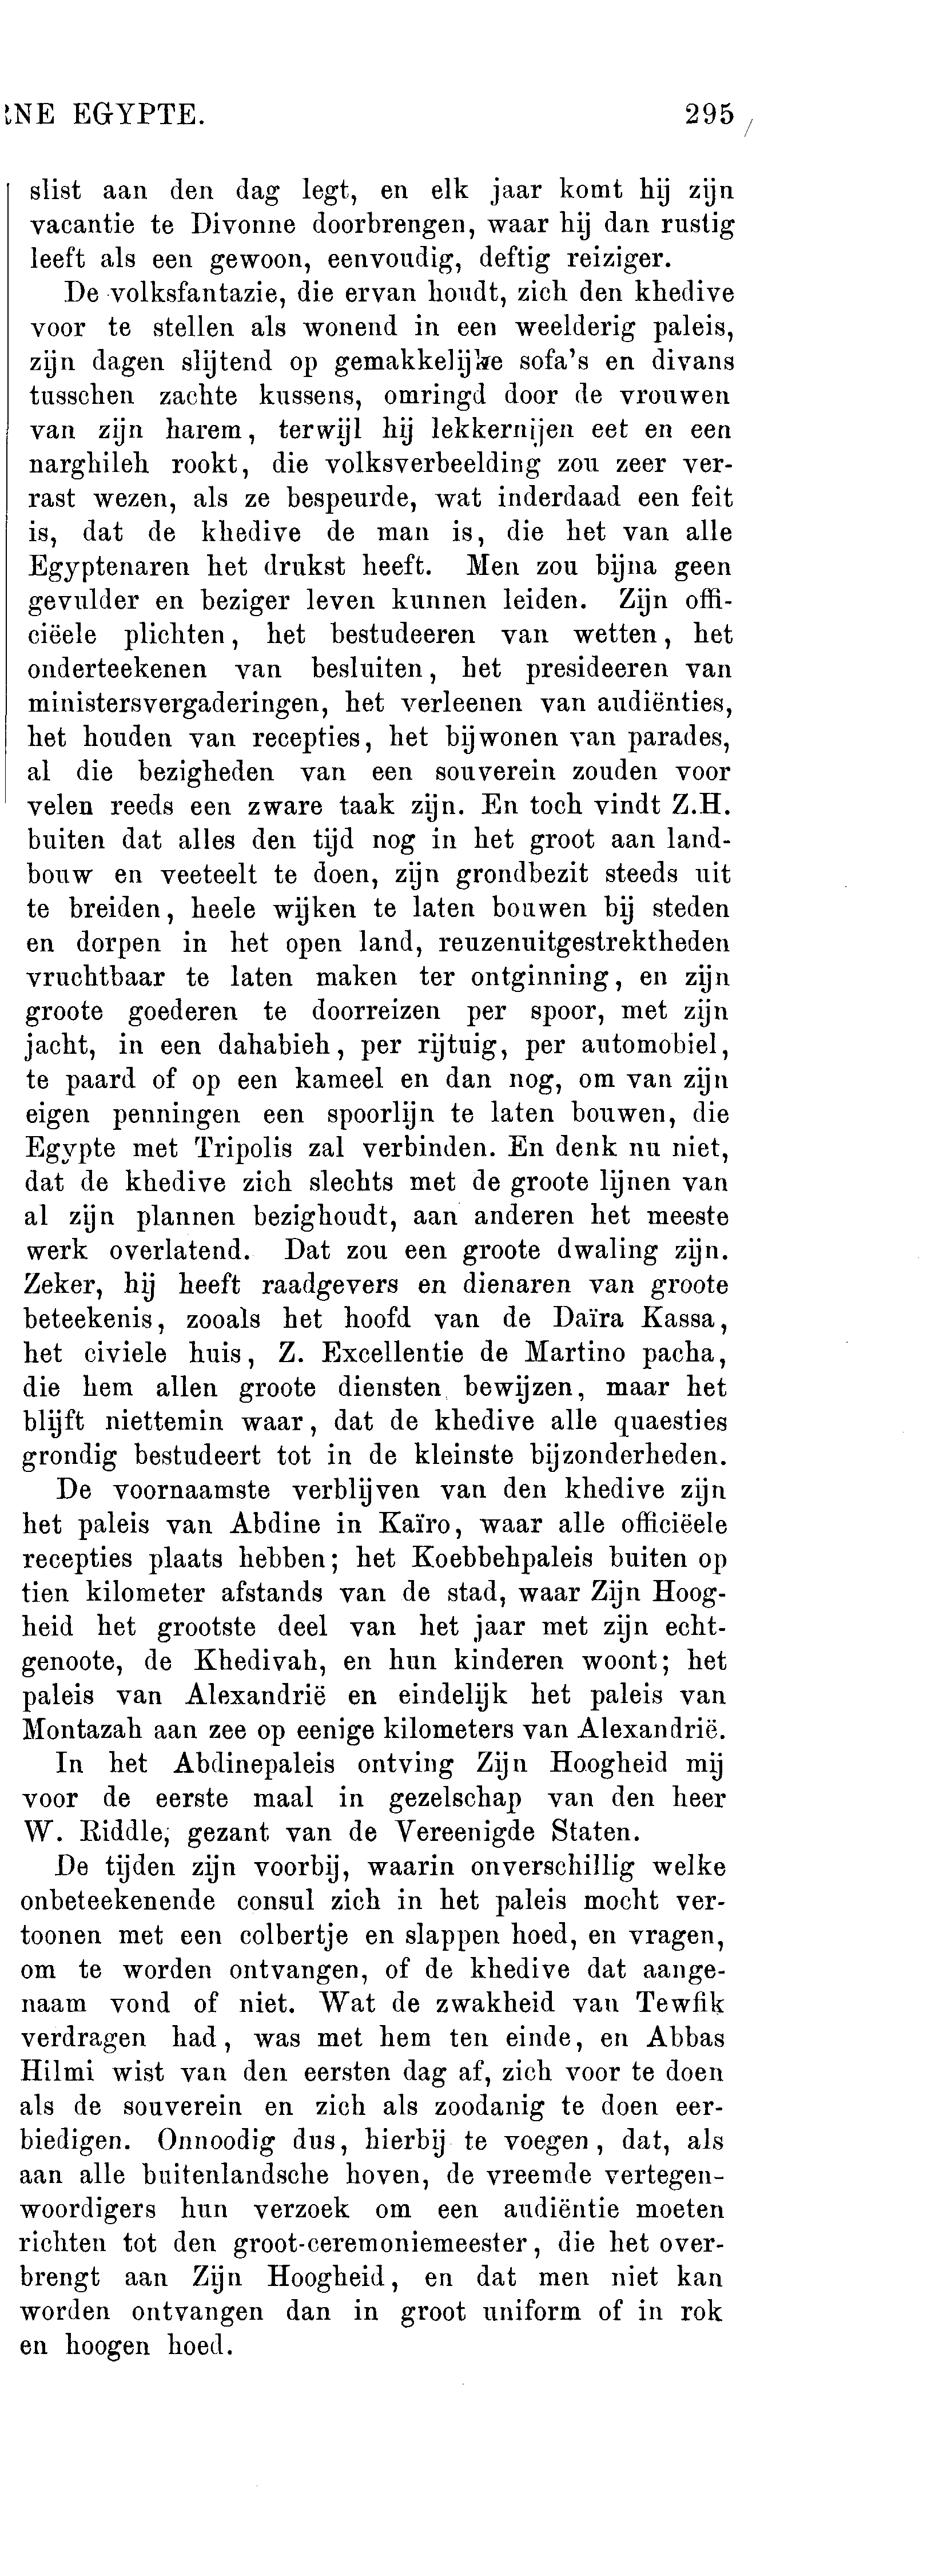 RNE EGYPTE. 295
slist aan den dag legt, en elk jaar komt hij zijn
vacantie te Divonne doorbrengen, waar hij dan rustig
leeft als een gewoon, eenvoudig, deftig reiziger.
De volksfantazie, die ervan houdt, zich den khedive
voor te stellen als wonend in een weelderig paleis,
zijn dagen slijtend op gemakkelijke sofa's en divans
tusschen zachte kussens, omringd door de vrouwen
van zijn harem, terwijl hij lekkernijen eet en een
narghileh rookt, die volksverbeelding zou zeer ver-
rast wezen, als ze bespeurde, wat inderdaad een feit
is, dat de khedive de man is, die het van alle
Egyptenaren het drukst heeft. Men zou bijna geen
gevulder en beziger leven kunnen leiden. Zijn offi-
ciëele plichten, het bestudeeren van wetten, het
onderteekenen van besluiten, het presideeren van
ministersvergaderingen, het verleenen van audiënties,
het houden van recepties, het bijwonen van parades,
al die bezigheden van een souverein zouden voor
velen reeds een zware taak zijn. En toch vindt Z.H.
buiten dat alles den tijd nog in het groot aan land-
bouw en veeteelt te doen, zijn grondbezit steeds uit
te breiden, heele wijken te laten bouwen bij steden
en dorpen in het open land, reuzenuitgestrektheden
vruchtbaar te laten maken ter ontginning, en zijn
groote goederen te doorreizen per spoor, met zijn
jacht, in een dahabieh, per rijtuig, per automobiel,
te paard of op een kameel en dan nog, om van zijn
eigen penningen een spoorlijn te laten bouwen, die
Egypte met Tripolis zal verbinden. En denk nu niet,
dat de khedive zich slechts met de groote lijnen van
al zijn plannen bezighoudt, aan anderen het meeste
werk overlatend. Dat zou een groote dwaling zijn.
Zeker, hij heeft raadgevers en dienaren van groote
beteekenis, zooals het hoofd van de Daïra Kassa,
het civiele huis, Z. Excellentie de Martino pacha,
die hem allen groote diensten bewijzen, maar het
blijft niettemin waar, dat de khedive alle quaesties
grondig bestudeert tot in de kleinste bijzonderheden.
De voornaamste verblijven van den khedive zijn
het paleis van Abdine in Kaïro, waar alle officiëele
recepties plaats hebben; het Koebbehpaleis buiten op
tien kilometer afstands van de stad, waar Zijn Hoog-
heid het grootste deel van het jaar met zijn echt-
genoote, de Khedivah, en hun kinderen woont; het
paleis van Alexandrië en eindelijk het paleis van
Montazah aan zee op eenige kilometers van Alexandrië.
In het Abdinepaleis ontving Zijn Hoogheid mij
voor de eerste maal in gezelschap van den heer
W. Riddle, gezant van de Vereenigde Staten.
De tijden zijn voorbij, waarin onverschillig welke
onbeteekenende consul zich in het paleis mocht ver-
toonen met een colbertje en slappen hoed, en vragen,
om te worden ontvangen, of de khedive dat aange-
naam vond of niet. Wat de zwakheid van Tewfik
verdragen had, was met hem ten einde, en Abbas
Hilmi wist van den eersten dag af, zich voor te doen
als de souverein en zich als zoodanig te doen eer-
biedigen. Onnoodig dus, hierbij te voegen, dat, als
aan alle buitenlandsche hoven, de vreemde vertegen-
woordigers hun verzoek om een audiëntie moeten
richten tot den groot-ceremoniemeester, die het over-
brengt aan Zijn Hoogheid, en dat men niet kan
worden ontvangen dan in groot uniform of in rok
en hoogen hoed.